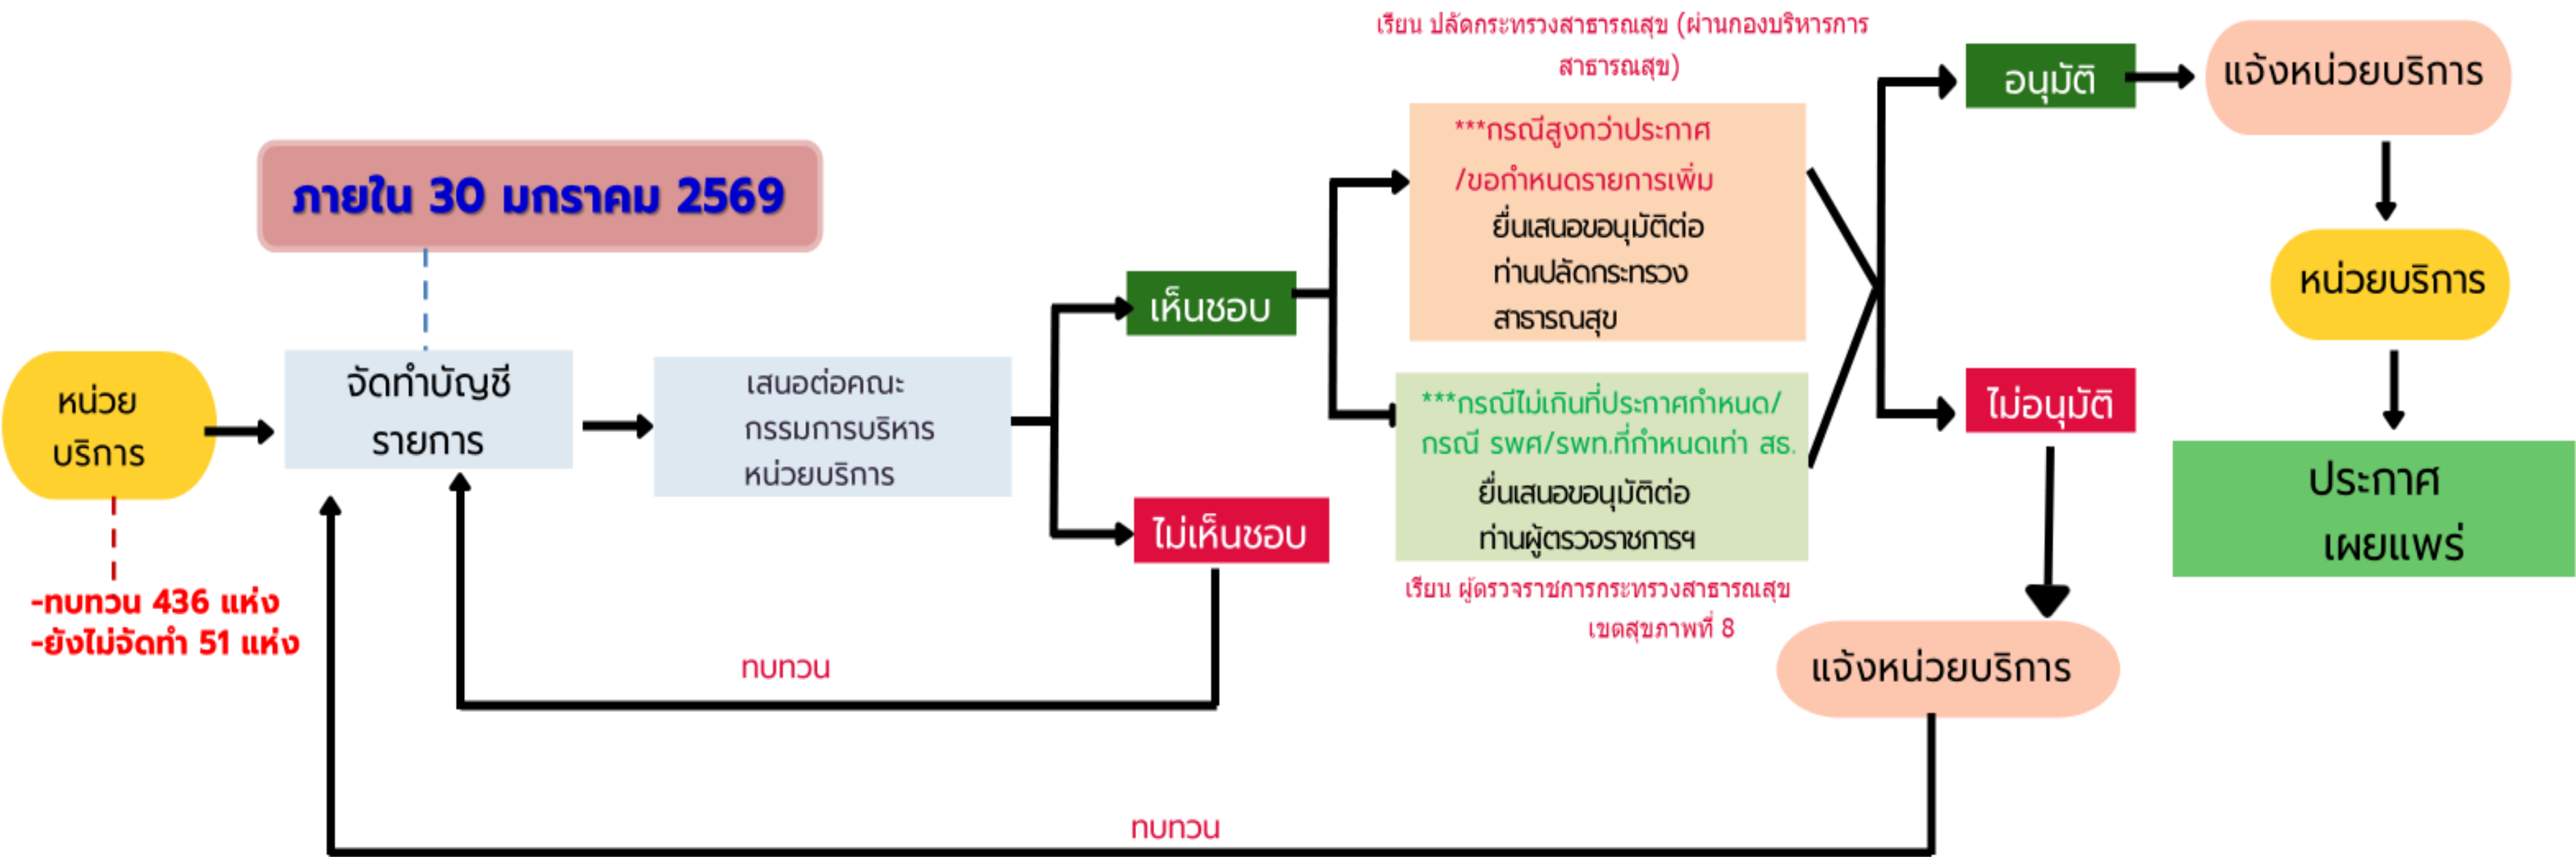 หน่วย
บริการ
-ทบทวน 436 แห่ง
-ยังไม่จัดทำ 51 แห่ง
ภายใน 30 มกราคม 2569
จัดทำบัญชี
รายการ
เสนอต่อคณะ
กรรมการบริหาร
หน่วยบริการ
เห็นชอบ
ไม่เห็นชอบ
ทบทวน
เรียน ปลัดกระทรวงสาธารณสุข (ผ่านกองบริหารการ
สาธารณสุข)
***กรณีสูงกว่าประกาศ
/ขอกำหนดรายการเพิ่ม
ยื่นเสนอขออนุมัติต่อ
ท่านปลัดกระทรวง
สาธารณสุข
***กรณีไม่เกินที่ประกาศกำหนด/
กรณี รพศ/รพท.ที่กำหนดเท่า สธ.
ยื่นเสนอขออนุมัติต่อ
ท่านผู้ตรวจราชการฯ
เรียน ผู้ตรวจราชการกระทรวงสาธารณสุข
เขตสุขภาพที่ 8
อนุมัติ
ไม่อนุมัติ
แจ้งหน่วยบริการ
ทบทวน
แจ้งหน่วยบริการ
หน่วยบริการ
ประกาศ
เผยแพร่